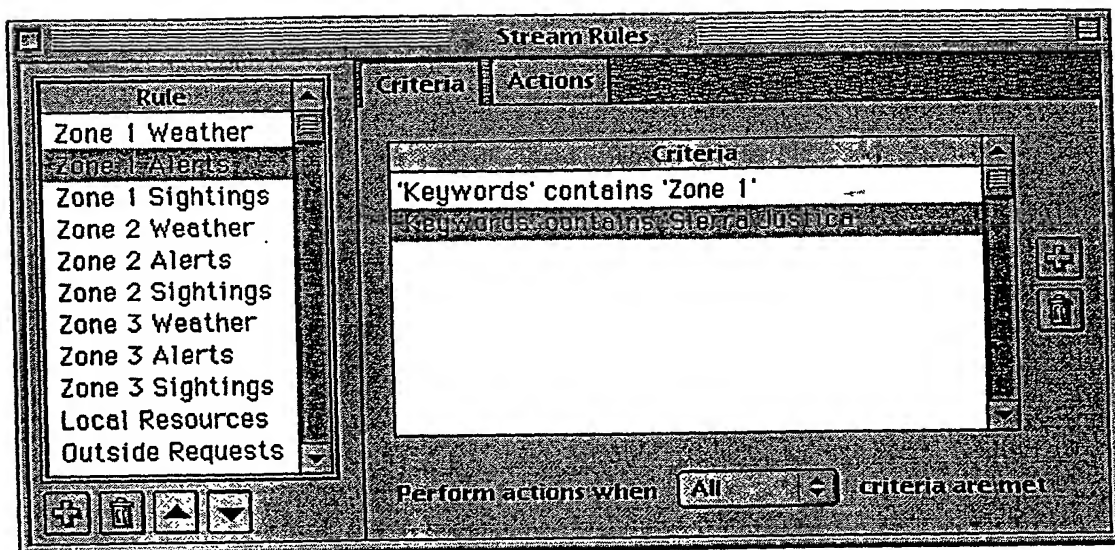 Stream Rules
Rule
Zone 1 Weather
Zone 1 Alerts
Zone 1 Sightings
Zone 2 Weather
Zone 2 Alerts
Zone 2 Sightings
Zone 3 Weather
Zone 3 Alerts
Zone 3 Sightings
Local Resources
Outside Requests
Criteria Actions
Criteria
'Keywords' contains 'Zone 1'
Keywords contains Sierra
Perform actions when All criteria are met